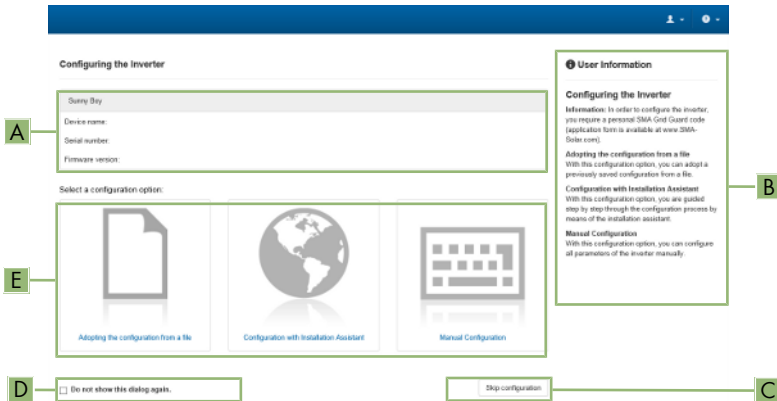 Configuring the Inverter
Sunny Boy
Device name:
Serial number:
Firmware version:
A
Select a configuration option:
E
Adopting the configuration from a file
Configuration with Installation Assistant
Manual Configuration
D
Do not show this dialog again.
Skip configuration
C
User Information
Configuring the Inverter
Information: In order to configure the inverter,
you require a personal SMA Grid Guard code
(application form is available at www.SMA-
Solar.com).
Adopting the configuration from a file
With this configuration option, you can adopt a
previously saved configuration from a file.
Configuration with Installation Assistant
With this configuration option, you are guided
step by step through the configuration process by
means of the installation assistant.
Manual Configuration
With this configuration option, you can configure
all parameters of the inverter manually.
B